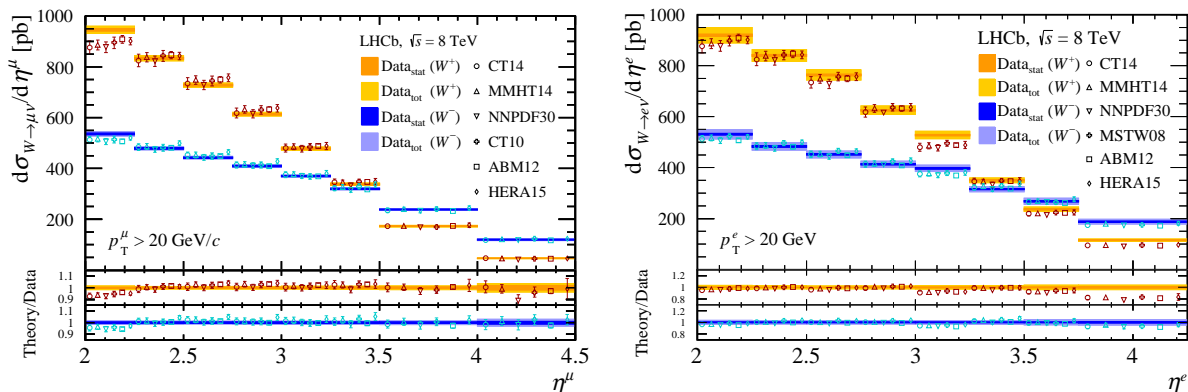 dσ_{W→μν}/dη^μ [pb]
1000
800
600
400
200
LHCb, √s = 8 TeV
Data_stat (W⁺)
Data_tot (W⁺)
Data_stat (W⁻)
Data_tot (W⁻)
CT14
MMHT14
NNPDF30
CT10
ABM12
HERA15
p_T^μ > 20 GeV/c
Theory/Data
1.1
1
0.9
1.1
1
0.9
2 2.5 3 3.5 4 4.5
η^μ
dσ_{W→eν}/dη^e [pb]
1000
800
600
400
200
LHCb, √s = 8 TeV
Data_stat (W⁺)
Data_tot (W⁺)
Data_stat (W⁻)
Data_tot (W⁻)
CT14
MMHT14
NNPDF30
MSTW08
ABM12
HERA15
p_T^e > 20 GeV
Theory/Data
1.2
1
0.8
1.2
1
0.8
2 2.5 3 3.5 4
η^e